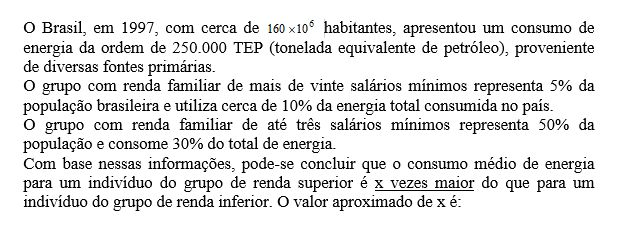 O Brasil, em 1997, com cerca de 160 ×10⁶ habitantes, apresentou um consumo de
energia da ordem de 250.000 TEP (tonelada equivalente de petróleo), proveniente
de diversas fontes primárias.
O grupo com renda familiar de mais de vinte salários mínimos representa 5% da
população brasileira e utiliza cerca de 10% da energia total consumida no país.
O grupo com renda familiar de até três salários mínimos representa 50% da
população e consome 30% do total de energia.
Com base nessas informações, pode-se concluir que o consumo médio de energia
para um indivíduo do grupo de renda superior é x vezes maior do que para um
indivíduo do grupo de renda inferior. O valor aproximado de x é: